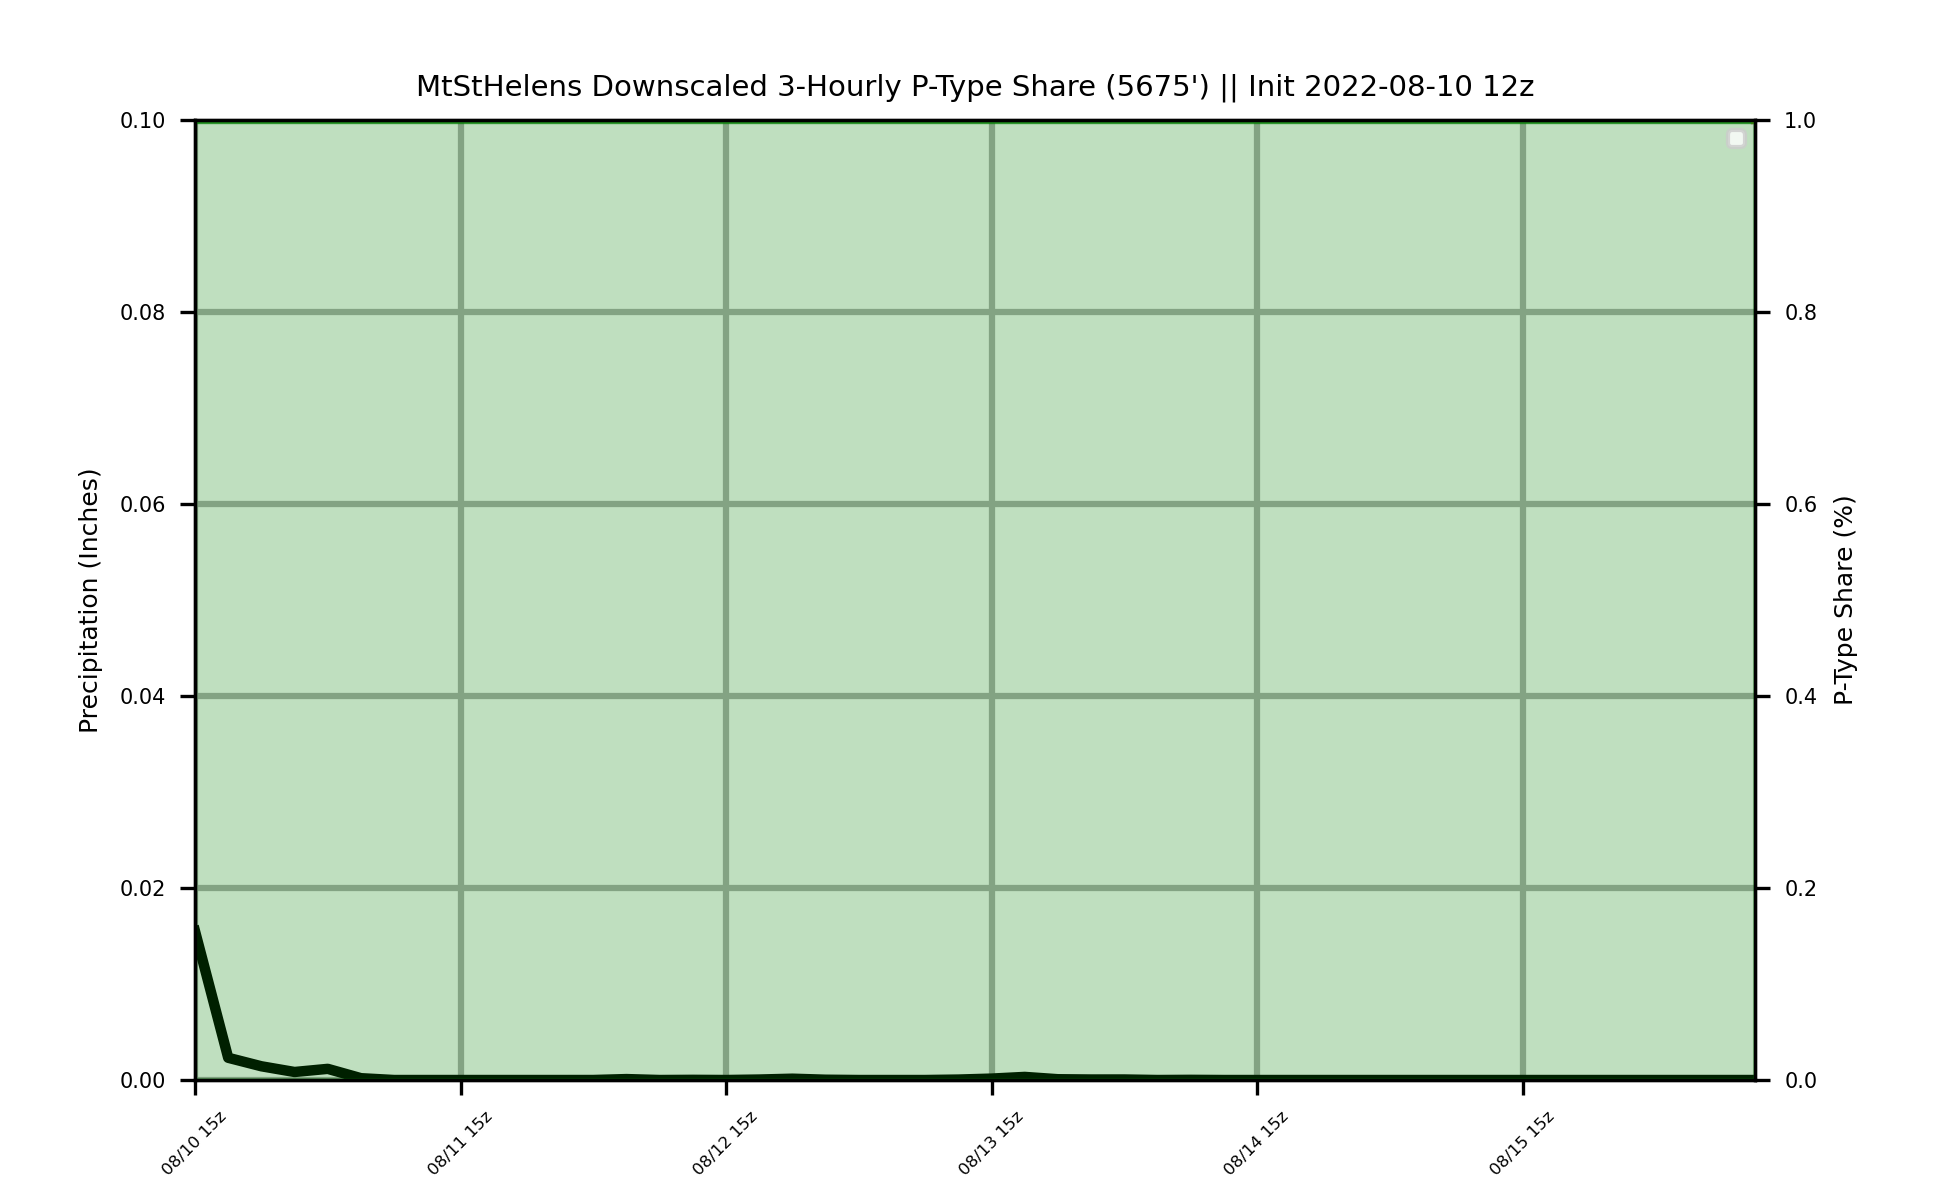 MtStHelens Downscaled 3-Hourly P-Type Share (5675') || Init 2022-08-10 12z
0.10
0.08
0.06
0.04
0.02
0.00
Precipitation (Inches)
1.0
0.8
0.6
0.4
0.2
0.0
P-Type Share (%)
08/10 15z
08/11 15z
08/12 15z
08/13 15z
08/14 15z
08/15 15z